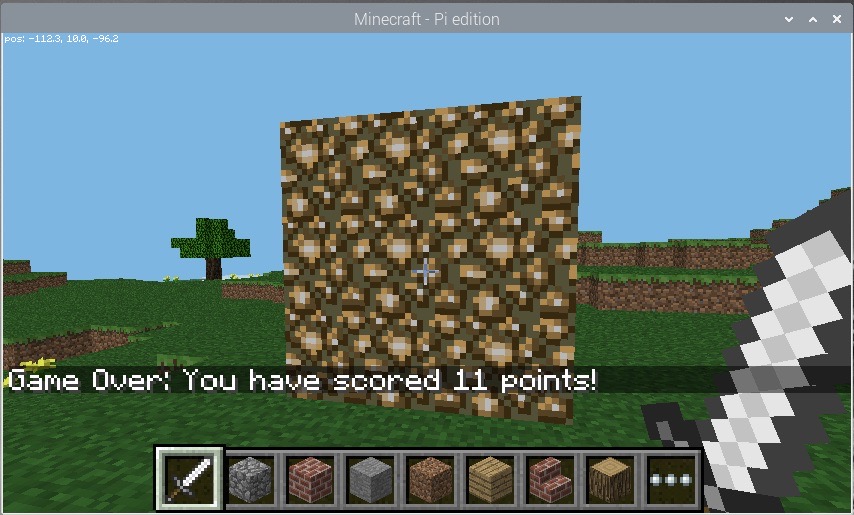 Minecraft - Pi edition
pos: -112.3, 10.0, -96.2
Game Over: You have scored 11 points!